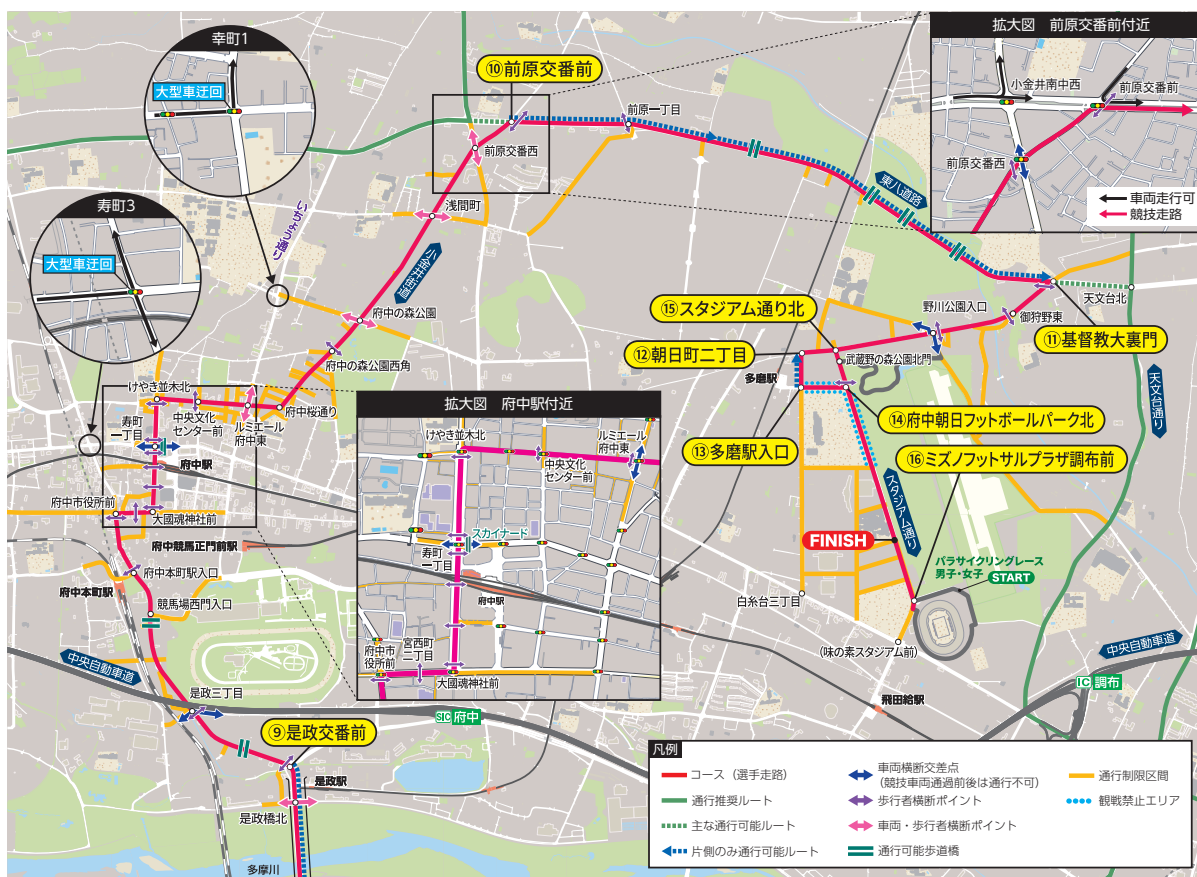 幸町1
大型車迂回
寿町3
大型車迂回
いちょう通り
⑩前原交番前
前原交番西
前原一丁目
浅間町
小金井街道
東八道路
府中の森公園
府中の森公園西角
府中桜通り
けやき並木北
中央文化
センター前
ルミエール
府中東
寿町
一丁目
府中駅
府中市役所前
大國魂神社前
府中競馬正門前駅
府中本町駅入口
府中本町駅
競馬場西門入口
中央自動車道
是政三丁目
SIC 府中
⑨是政交番前
是政駅
是政橋北
多摩川
拡大図 府中駅付近
けやき並木北
ルミエール
府中東
中央文化
センター前
スカイナード
寿町
一丁目
府中駅
宮西町
二丁目
府中市
役所前
大國魂神社前
拡大図 前原交番前付近
小金井南中西
前原交番前
前原交番西
車両走行可
競技走路
天文台北
御狩野東
野川公園入口
⑪基督教大裏門
天文台通り
⑮スタジアム通り北
⑫朝日町二丁目
武蔵野の森公園北門
多磨駅
⑭府中朝日フットボールパーク北
⑬多磨駅入口
⑯ミズノフットサルプラザ調布前
スタジアム通り
FINISH
パラサイクリングレース
男子・女子 START
白糸台三丁目
(味の素スタジアム前)
飛田給駅
中央自動車道
IC 調布
凡例
コース(選手走路)
通行推奨ルート
主な通行可能ルート
片側のみ通行可能ルート
車両横断交差点
(競技車両通過前後は通行不可)
歩行者横断ポイント
車両・歩行者横断ポイント
通行可能歩道橋
通行制限区間
観戦禁止エリア